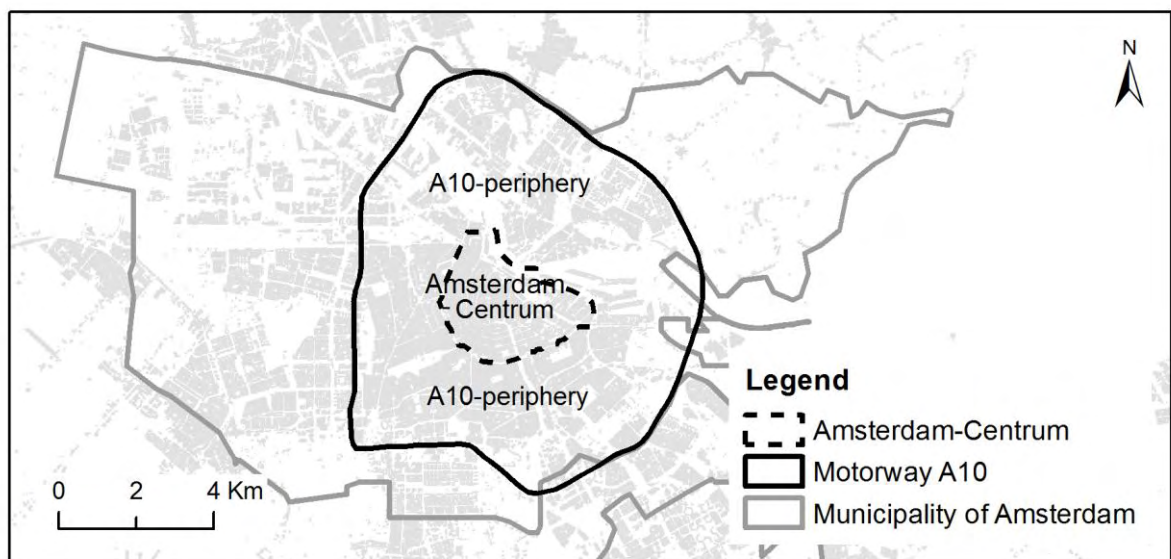 N
A10-periphery
Amsterdam
-Centrum
A10-periphery
Legend
Amsterdam-Centrum
Motorway A10
Municipality of Amsterdam
0 2 4 Km